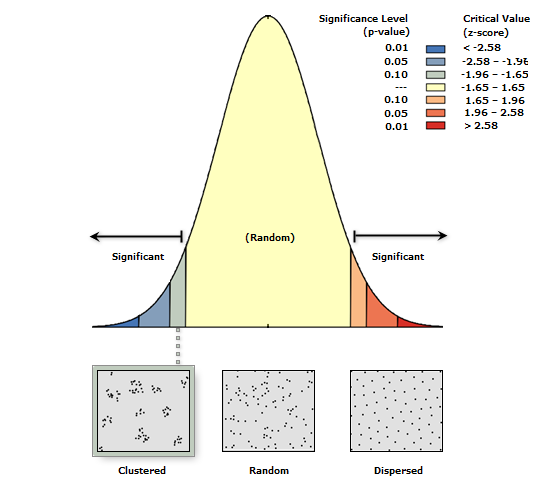 Significance Level Critical Value
(p-value) (z-score)
0.01 < -2.58
0.05 -2.58 – -1.96
0.10 -1.96 – -1.65
--- -1.65 – 1.65
0.10 1.65 – 1.96
0.05 1.96 – 2.58
0.01 > 2.58
(Random)
Significant Significant
Clustered Random Dispersed